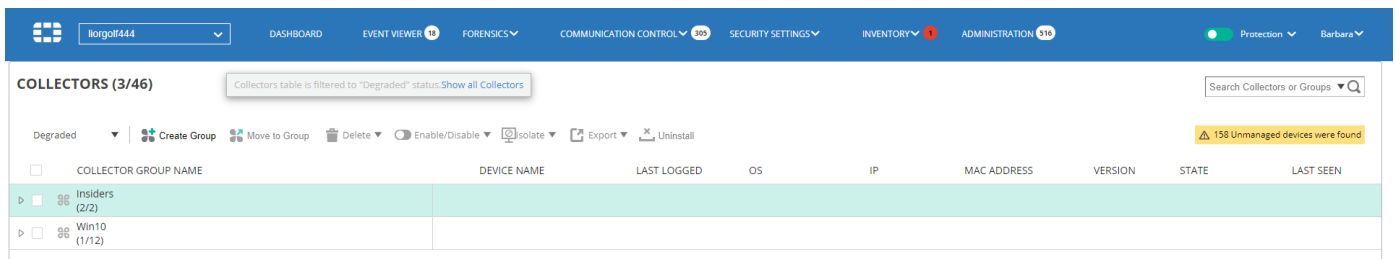 liorgolf444
DASHBOARD
EVENT VIEWER 18
FORENSICS
COMMUNICATION CONTROL 305
SECURITY SETTINGS
INVENTORY 1
ADMINISTRATION 516
Protection
Barbara
COLLECTORS (3/46)
Collectors table is filtered to "Degraded" status.Show all Collectors
Search Collectors or Groups
Degraded
Create Group
Move to Group
Delete
Enable/Disable
Isolate
Export
Uninstall
158 Unmanaged devices were found
COLLECTOR GROUP NAME
DEVICE NAME
LAST LOGGED
OS
IP
MAC ADDRESS
VERSION
STATE
LAST SEEN
Insiders
(2/2)
Win10
(1/12)